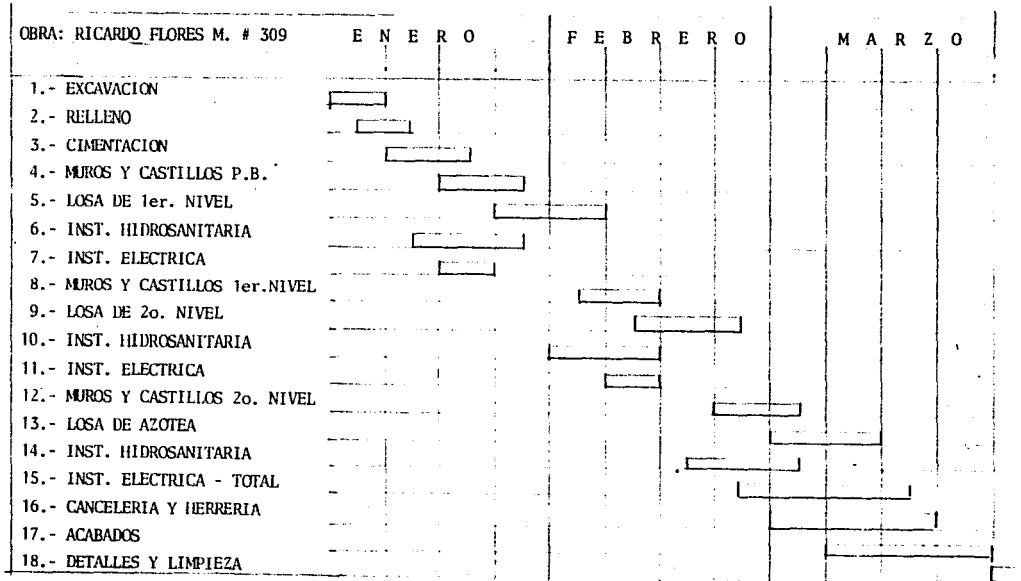 OBRA: RICARDO FLORES M. # 309 E N E R O F E B R E R O M A R Z O
1.- EXCAVACION
2.- RELLENO
3.- CIMENTACION
4.- MUROS Y CASTILLOS P.B.
5.- LOSA DE 1er. NIVEL
6.- INST. HIDROSANITARIA
7.- INST. ELECTRICA
8.- MUROS Y CASTILLOS 1er.NIVEL
9.- LOSA DE 2o. NIVEL
10.- INST. HIDROSANITARIA
11.- INST. ELECTRICA
12.- MUROS Y CASTILLOS 2o. NIVEL
13.- LOSA DE AZOTEA
14.- INST. HIDROSANITARIA
15.- INST. ELECTRICA - TOTAL
16.- CANCELERIA Y HERRERIA
17.- ACABADOS
18.- DETALLES Y LIMPIEZA